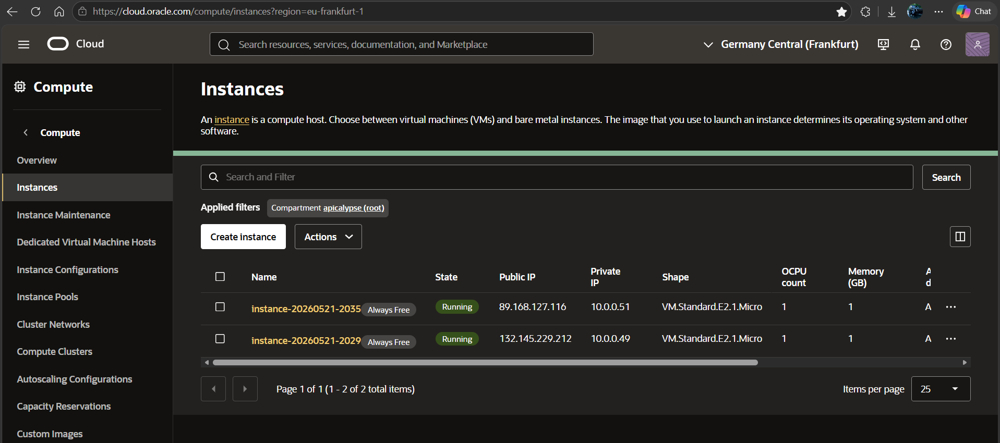 https://cloud.oracle.com/compute/instances?region=eu-frankfurt-1
Chat
Cloud
Search resources, services, documentation, and Marketplace
Germany Central (Frankfurt)
Compute
Compute
Overview
Instances
Instance Maintenance
Dedicated Virtual Machine Hosts
Instance Configurations
Instance Pools
Cluster Networks
Compute Clusters
Autoscaling Configurations
Capacity Reservations
Custom Images
Instances
An instance is a compute host. Choose between virtual machines (VMs) and bare metal instances. The image that you use to launch an instance determines its operating system and other
software.
Search and Filter
Search
Applied filters
Compartment apicalypse (root)
Create instance
Actions
Name State Public IP Private IP Shape OCPU count Memory (GB) A d
instance-20260521-2035 Always Free Running 89.168.127.116 10.0.0.51 VM.Standard.E2.1.Micro 1 1 A
instance-20260521-2029 Always Free Running 132.145.229.212 10.0.0.49 VM.Standard.E2.1.Micro 1 1 A
Page 1 of 1 (1 - 2 of 2 total items)
Items per page 25